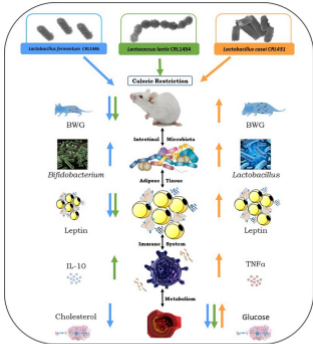 Lactobacillus fermentum CRL1446
Lactococcus lactis CRL1434
Lactobacillus casei CRL431
Caloric Restriction
BWG
BWG
Intestinal Microbiota
Bifidobacterium
Lactobacillus
Adipose Tissue
Leptin
Leptin
Immune System
IL-10
TNFα
Metabolism
Cholesterol
Glucose